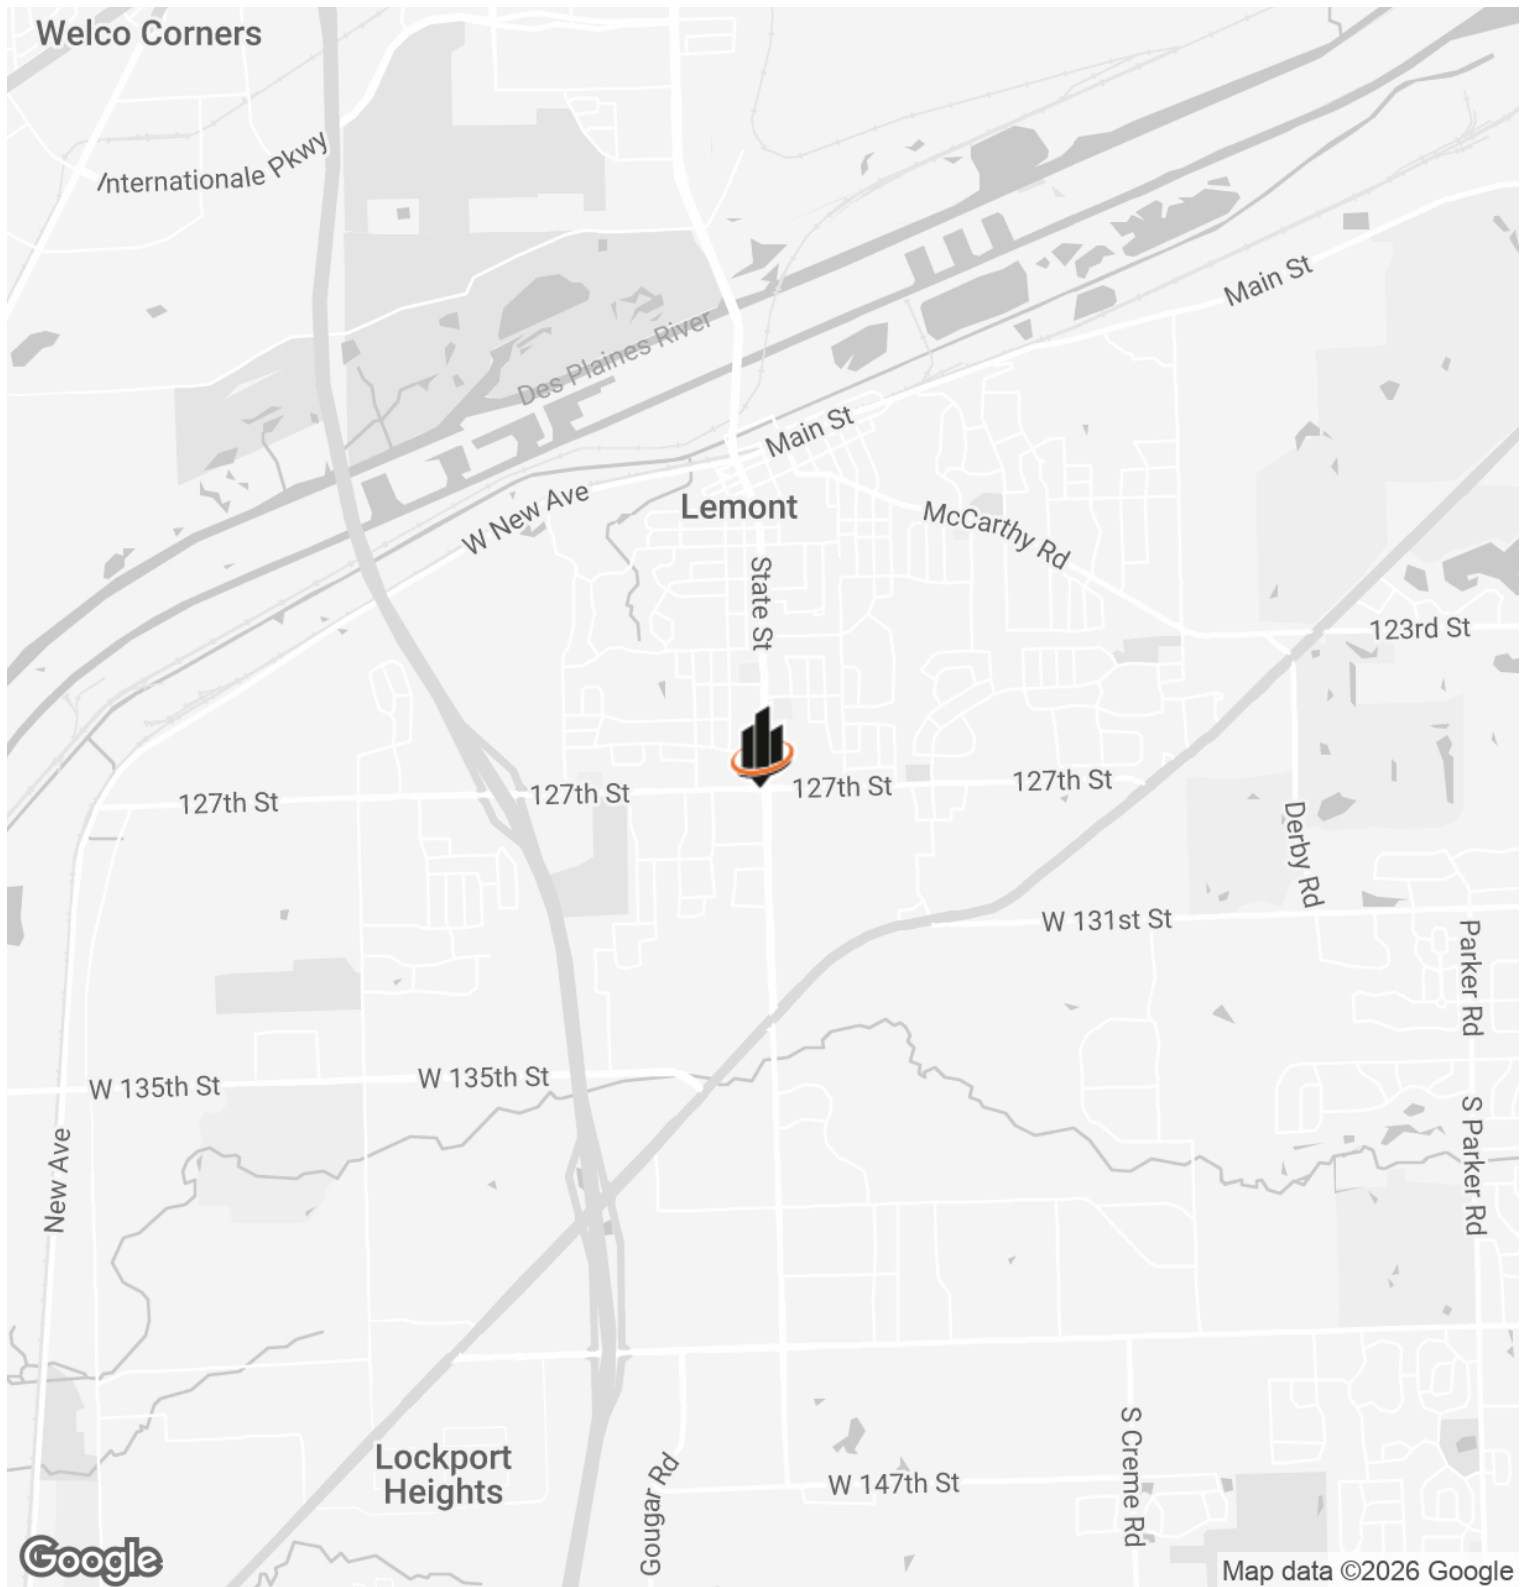 Welco Corners
Internationale Pkwy
Main St
Des Plaines River
Main St
W New Ave
Lemont
McCarthy Rd
State St
123rd St
127th St
127th St
127th St
127th St
Derby Rd
W 131st St
Parker Rd
W 135th St
W 135th St
New Ave
S Parker Rd
Lockport
Heights
Gougar Rd
W 147th St
S Creme Rd
Google
Map data ©2026 Google